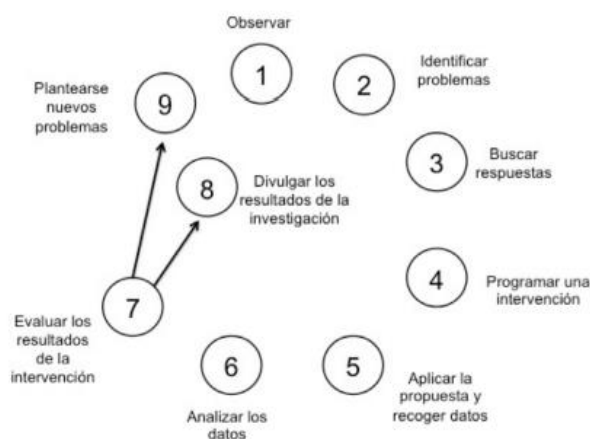 Observar
1
2
Identificar
problemas
3
Buscar
respuestas
4
Programar una
intervención
5
Aplicar la
propuesta y
recoger datos
6
Analizar los
datos
7
Evaluar los
resultados
de la
intervención
8
Divulgar los
resultados de la
investigación
9
Plantearse
nuevos
problemas